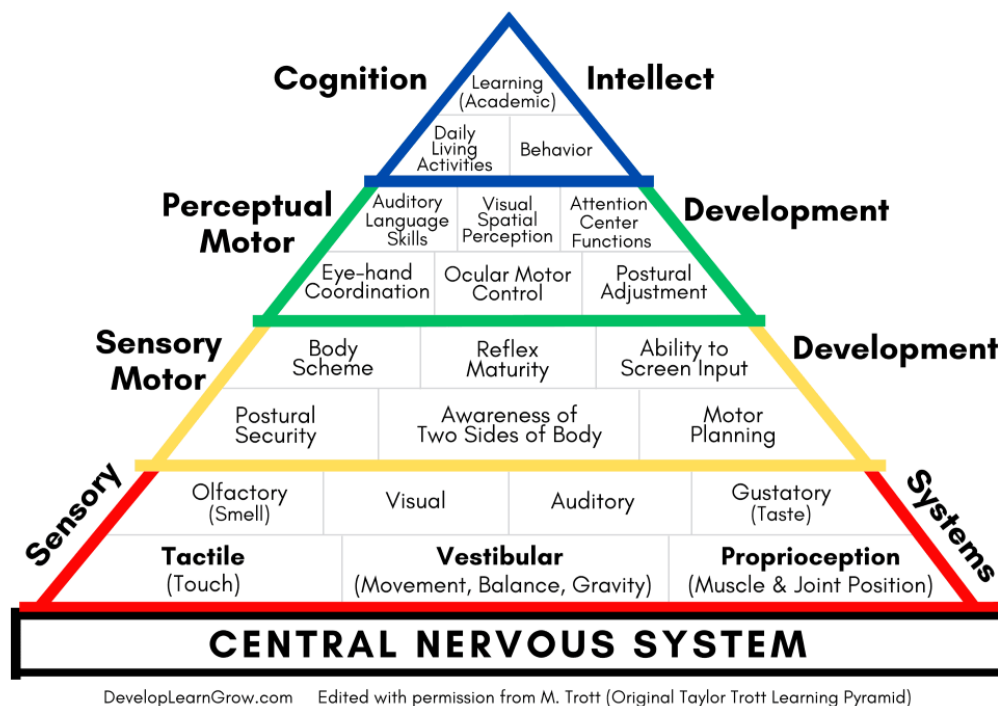 Cognition
Intellect
Learning
(Academic)
Daily
Living
Activities
Behavior
Perceptual
Motor
Development
Auditory
Language
Skills
Visual
Spatial
Perception
Attention
Center
Functions
Eye-hand
Coordination
Ocular Motor
Control
Postural
Adjustment
Sensory
Motor
Development
Body
Scheme
Reflex
Maturity
Ability to
Screen Input
Postural
Security
Awareness of
Two Sides of Body
Motor
Planning
Sensory
Systems
Olfactory
(Smell)
Visual
Auditory
Gustatory
(Taste)
Tactile
(Touch)
Vestibular
(Movement, Balance, Gravity)
Proprioception
(Muscle & Joint Position)
CENTRAL NERVOUS SYSTEM
DevelopLearnGrow.com Edited with permission from M. Trott (Original Taylor Trott Learning Pyramid)